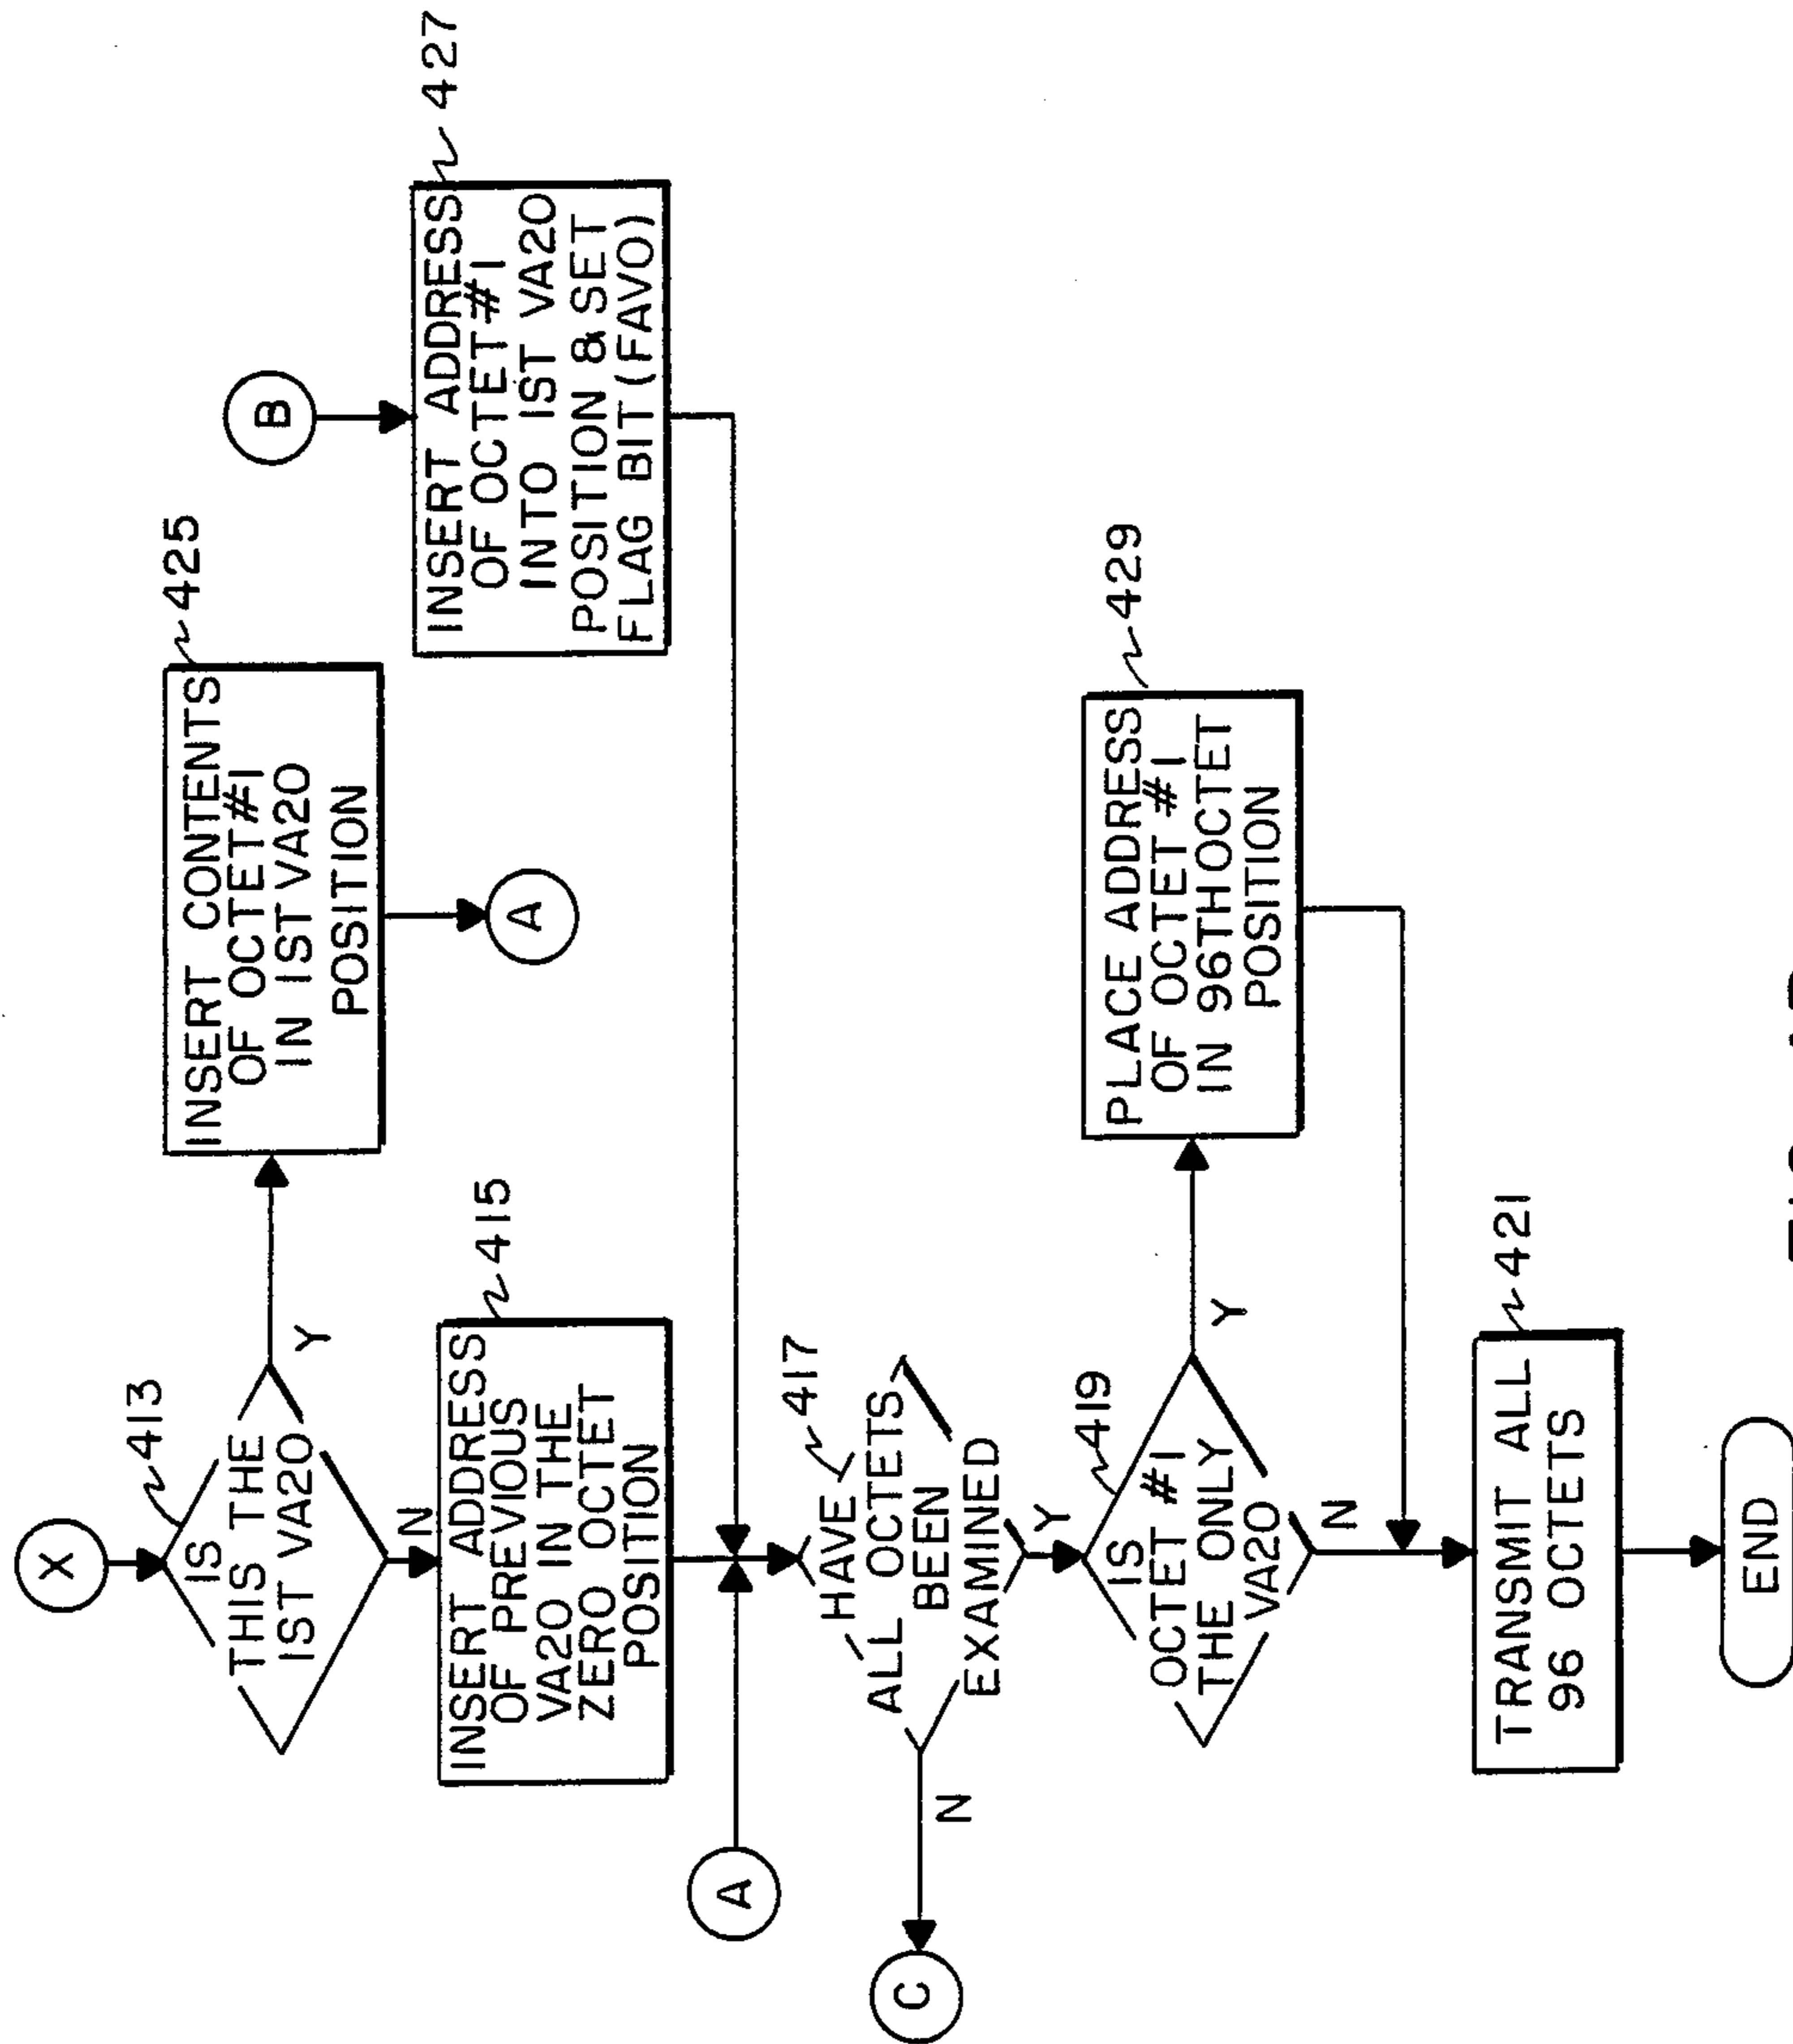 X
413
IS
THIS THE
1ST VA20
Y
N
425
INSERT CONTENTS
OF OCTET#1
IN 1ST VA20
POSITION
A
B
427
INSERT ADDRESS
OF OCTET#1
INTO 1ST VA20
POSITION & SET
FLAG BIT (FAVO)
415
INSERT ADDRESS
OF PREVIOUS
VA20 IN THE
ZERO OCTET
POSITION
A
417
HAVE
ALL OCTETS
BEEN
EXAMINED
N
C
Y
419
IS
OCTET #1
THE ONLY
VA20
Y
N
429
PLACE ADDRESS
OF OCTET #1
IN 96TH OCTET
POSITION
421
TRANSMIT ALL
96 OCTETS
END